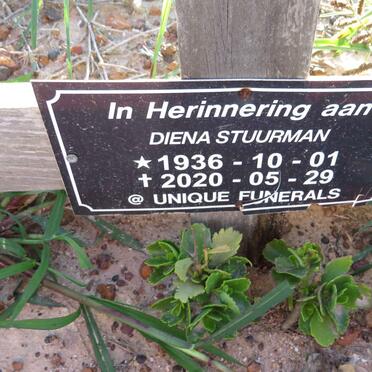 In Herinnering aan
DIENA STUURMAN
★ 1936 - 10 - 01
✝ 2020 - 05 - 29
@ UNIQUE FUNERALS